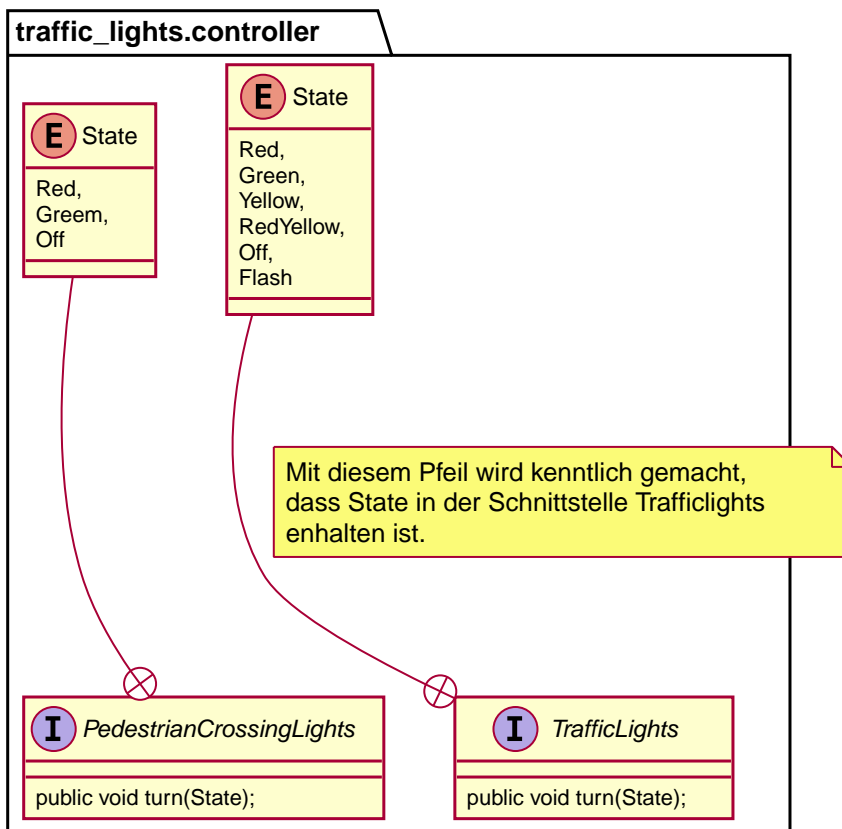 traffic_lights.controller
E State
Red,
Greem,
Off
E State
Red,
Green,
Yellow,
RedYellow,
Off,
Flash
Mit diesem Pfeil wird kenntlich gemacht,
dass State in der Schnittstelle Trafficlights
enhalten ist.
I PedestrianCrossingLights
public void turn(State);
I TrafficLights
public void turn(State);